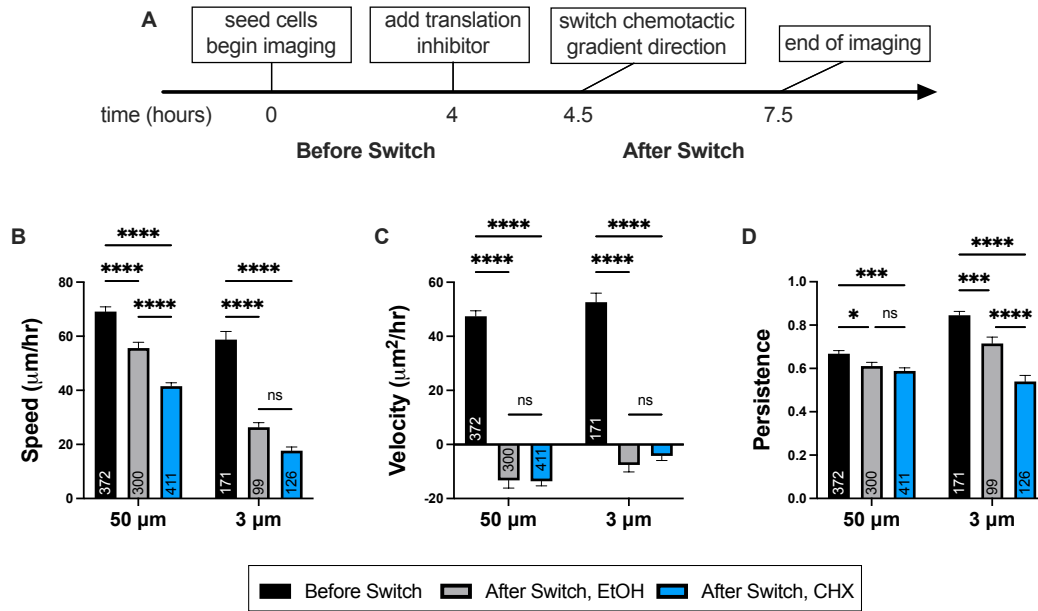 A
seed cells
begin imaging
add translation
inhibitor
switch chemotactic
gradient direction
end of imaging
time (hours)
0
4
4.5
7.5
Before Switch
After Switch
B
****
****
****
****
****
ns
Speed (μm/hr)
80
60
40
20
0
372
300
411
171
99
126
50 μm
3 μm
C
****
****
****
****
ns
ns
Velocity (μm²/hr)
60
40
20
0
-20
372
300
411
171
50 μm
3 μm
D
***
*
ns
****
***
****
Persistence
1.0
0.8
0.6
0.4
0.2
0.0
372
300
411
171
99
126
50 μm
3 μm
Before Switch
After Switch, EtOH
After Switch, CHX